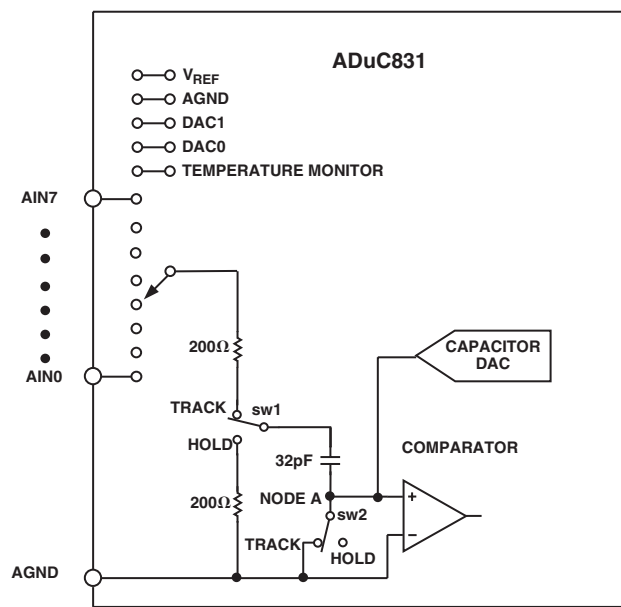 ADuC831
VREF
AGND
DAC1
DAC0
TEMPERATURE MONITOR
AIN7
AIN0
200Ω
CAPACITOR
DAC
TRACK
sw1
HOLD
COMPARATOR
32pF
200Ω
NODE A
+
sw2
−
TRACK
HOLD
AGND